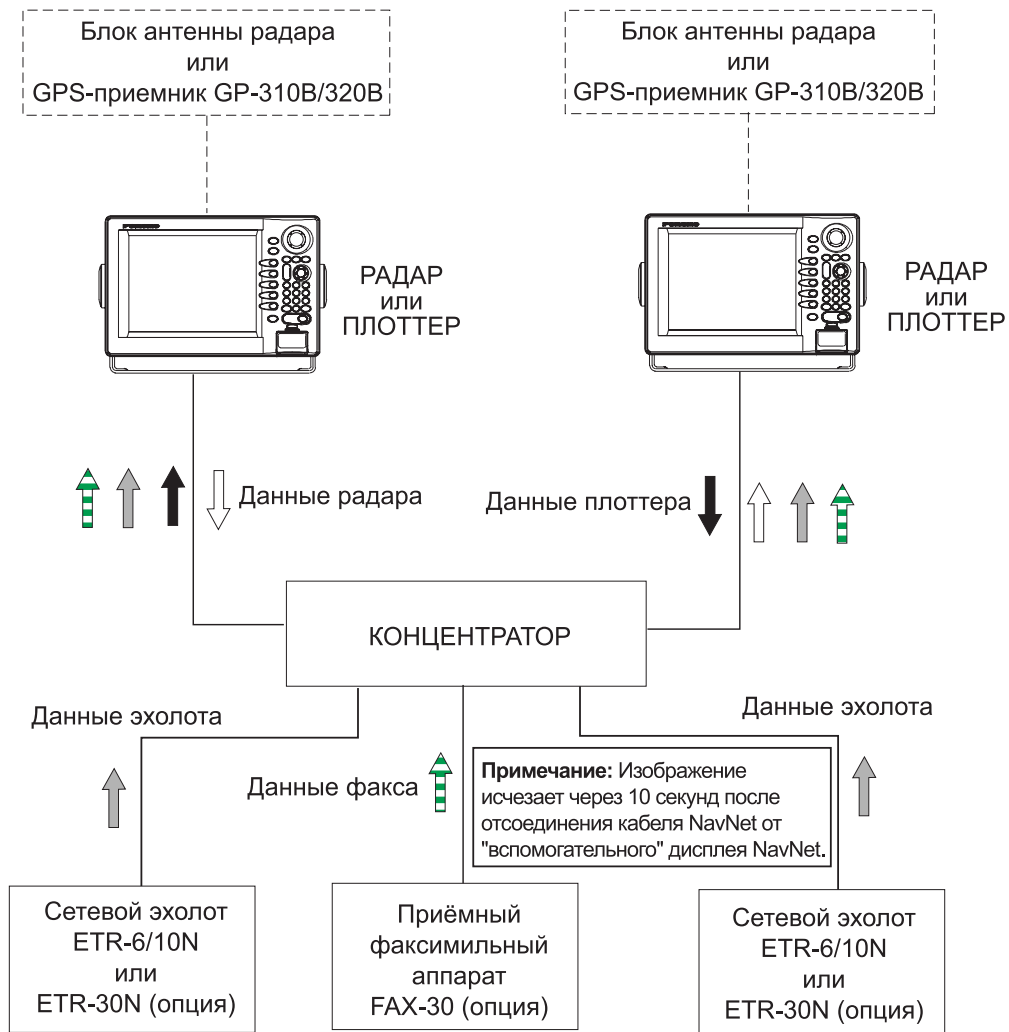 Блок антенны радара
или
GPS-приемник GP-310B/320B
Блок антенны радара
или
GPS-приемник GP-310B/320B
FURUNO
РАДАР
или
ПЛОТТЕР
FURUNO
РАДАР
или
ПЛОТТЕР
Данные радара
Данные плоттера
КОНЦЕНТРАТОР
Данные эхолота
Данные факса
Данные эхолота
Примечание: Изображение
исчезает через 10 секунд после
отсоединения кабеля NavNet от
"вспомогательного" дисплея NavNet.
Сетевой эхолот
ETR-6/10N
или
ETR-30N (опция)
Приёмный
факсимильный
аппарат
FAX-30 (опция)
Сетевой эхолот
ETR-6/10N
или
ETR-30N (опция)